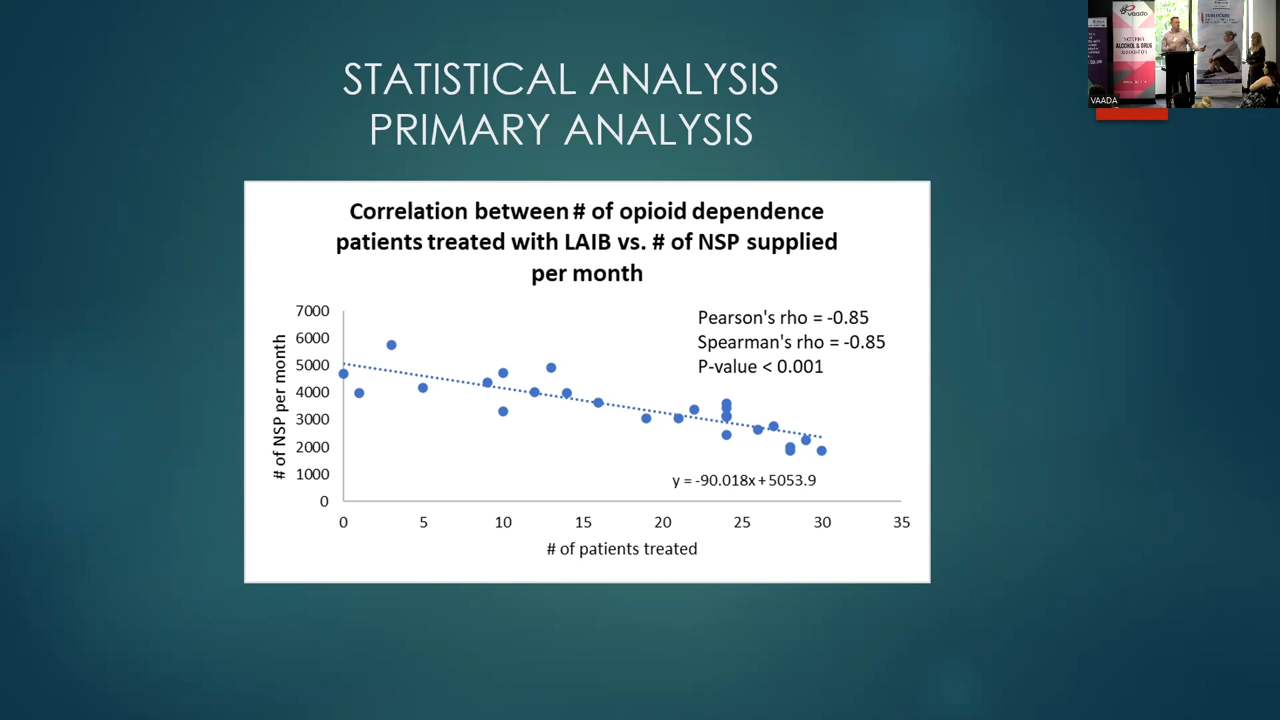 STATISTICAL ANALYSIS
PRIMARY ANALYSIS
Correlation between # of opioid dependence
patients treated with LAIB vs. # of NSP supplied
per month
Pearson's rho = -0.85
Spearman's rho = -0.85
P-value < 0.001
# of NSP per month
7000
6000
5000
4000
3000
2000
1000
0
y = -90.018x + 5053.9
0 5 10 15 20 25 30 35
# of patients treated
vaada
ALCOHOL & DRUG
VAADA